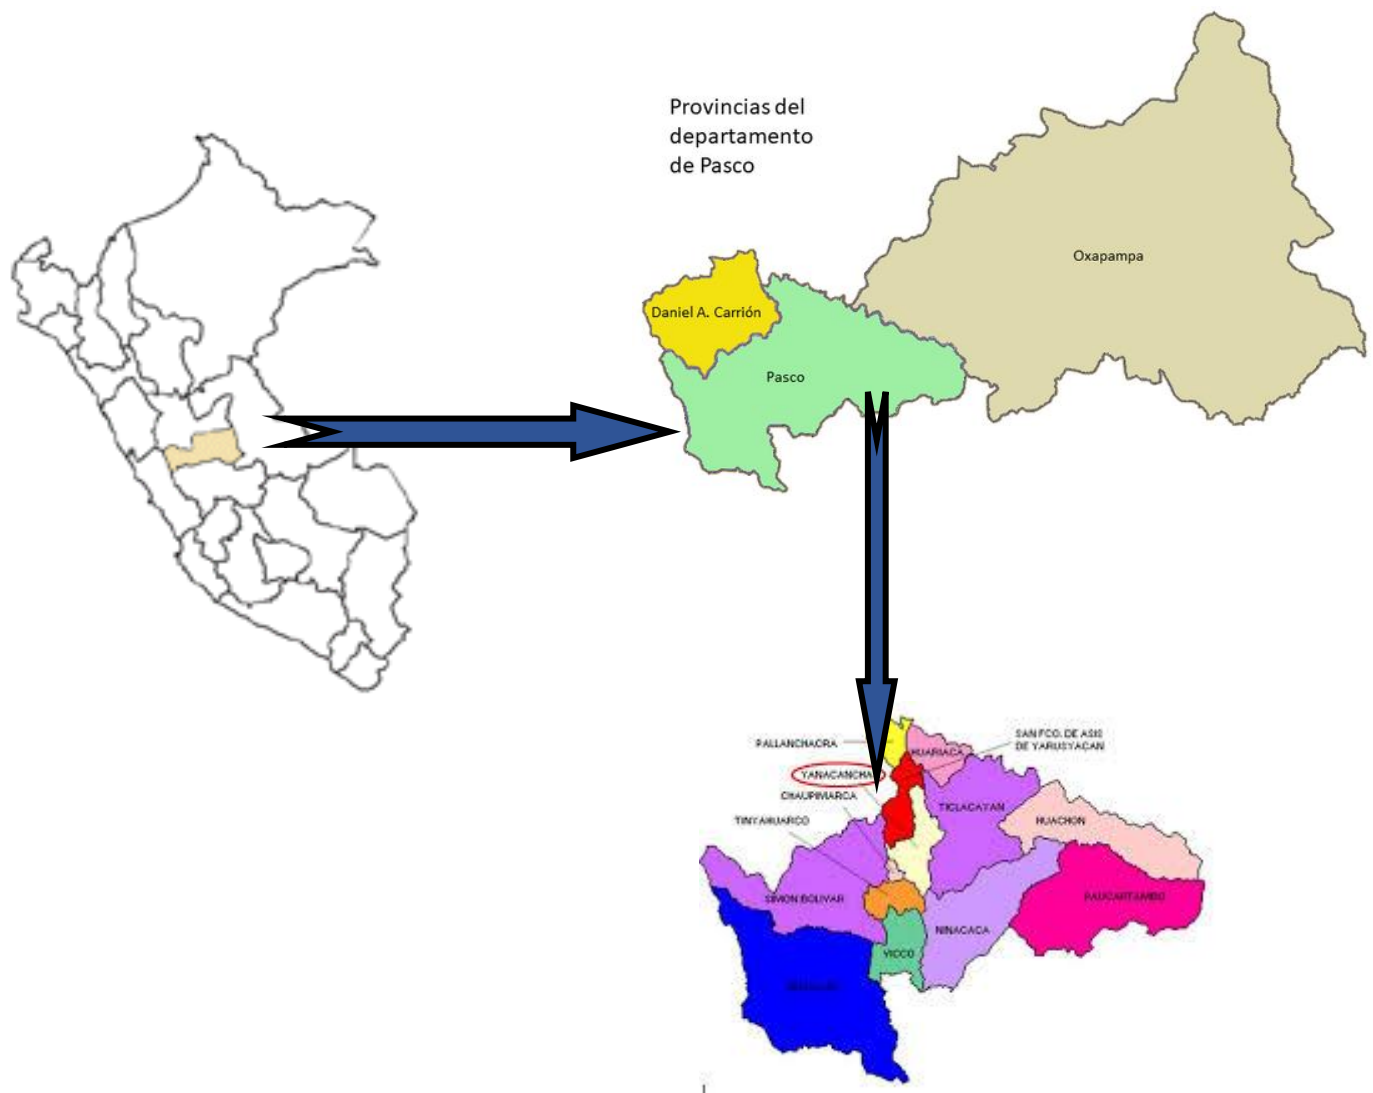 Provincias del
departamento
de Pasco
Oxapampa
Daniel A. Carrión
Pasco
PALLANCHACRA
HUARIACA
SAN FCO. DE ASIS
DE YARUSYACAN
YANACANCHA
CHAUPIMARCA
TICLACAYAN
TINYAHUARCO
HUACHON
SIMON BOLIVAR
PAUCARTAMBO
NINACACA
VICCO